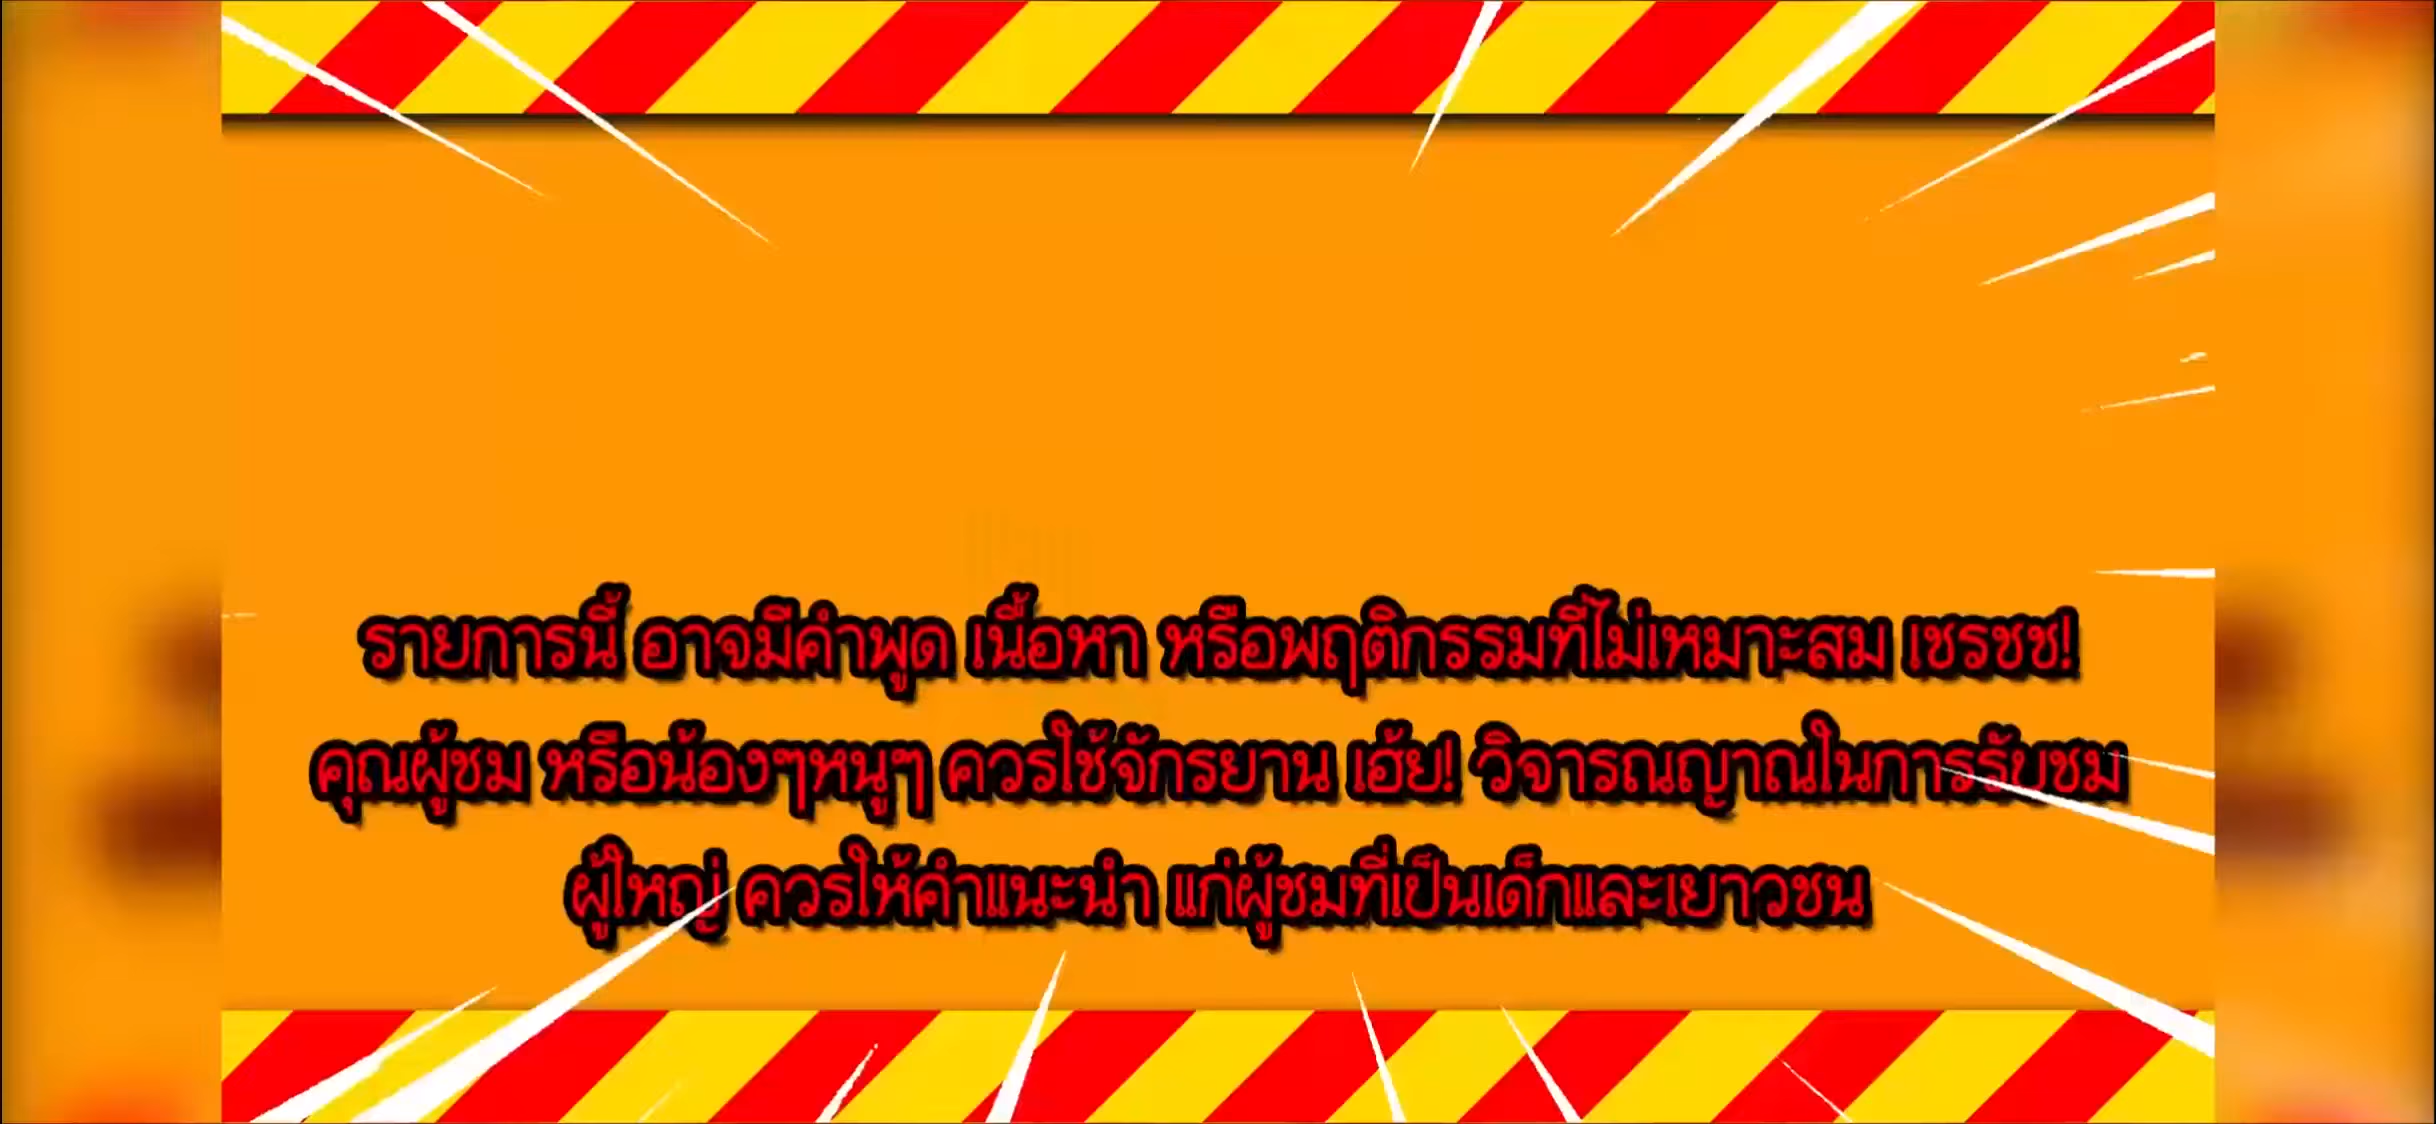 รายการนี้ อาจมีคำพูด เนื้อหา หรือพฤติกรรมที่ไม่เหมาะสม เชรชช!
คุณผู้ชม หรือน้องๆหนูๆ ควรใช้จักรยาน เฮ้ย! วิจารณญาณในการรับชม
ผู้ใหญ่ ควรให้คำแนะนำ แก่ผู้ชมที่เป็นเด็กและเยาวชน